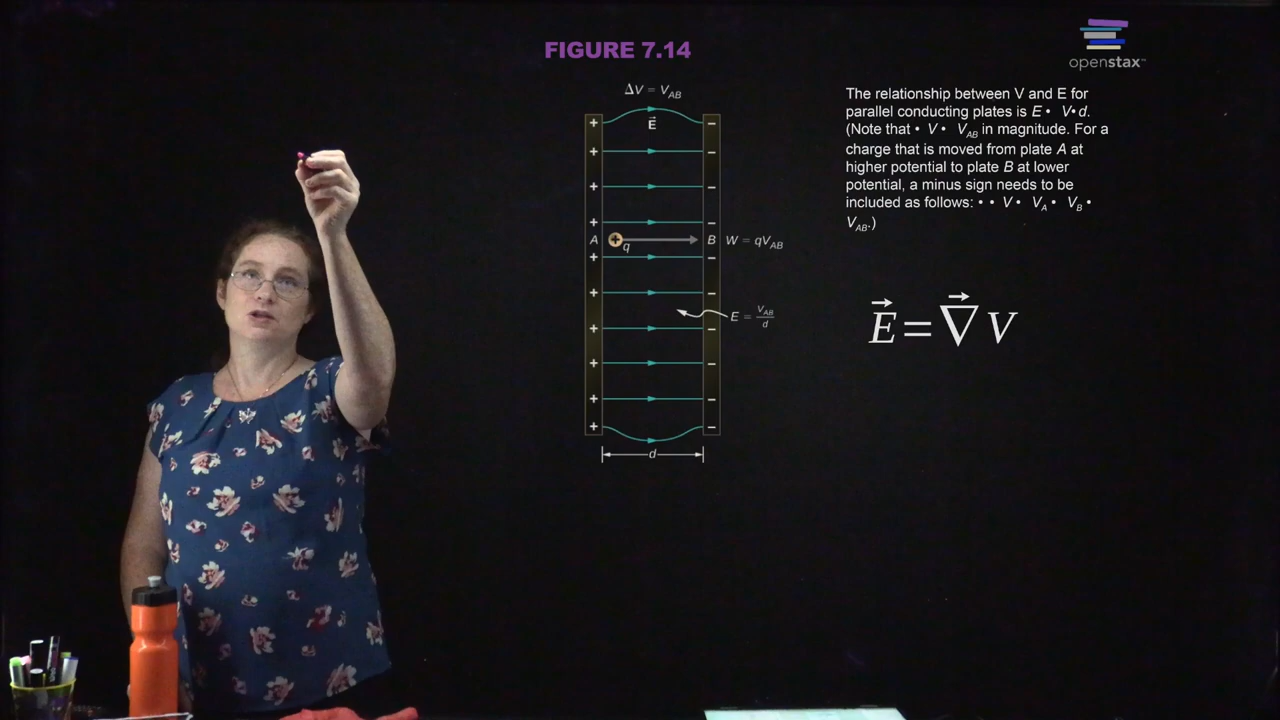 FIGURE 7.14
openstax™
ΔV = V_AB
E⃗
The relationship between V and E for
parallel conducting plates is E • V•d.
(Note that • V • V_AB in magnitude. For a
charge that is moved from plate A at
higher potential to plate B at lower
potential, a minus sign needs to be
included as follows: • • V • V_A • V_B •
V_AB.)
+ −
+ −
+ −
+ −
A + q B W = qV_AB
+ −
+ −
+ −
+ −
+ −
+ −
E = V_AB/d
d
E⃗ = ∇⃗ V